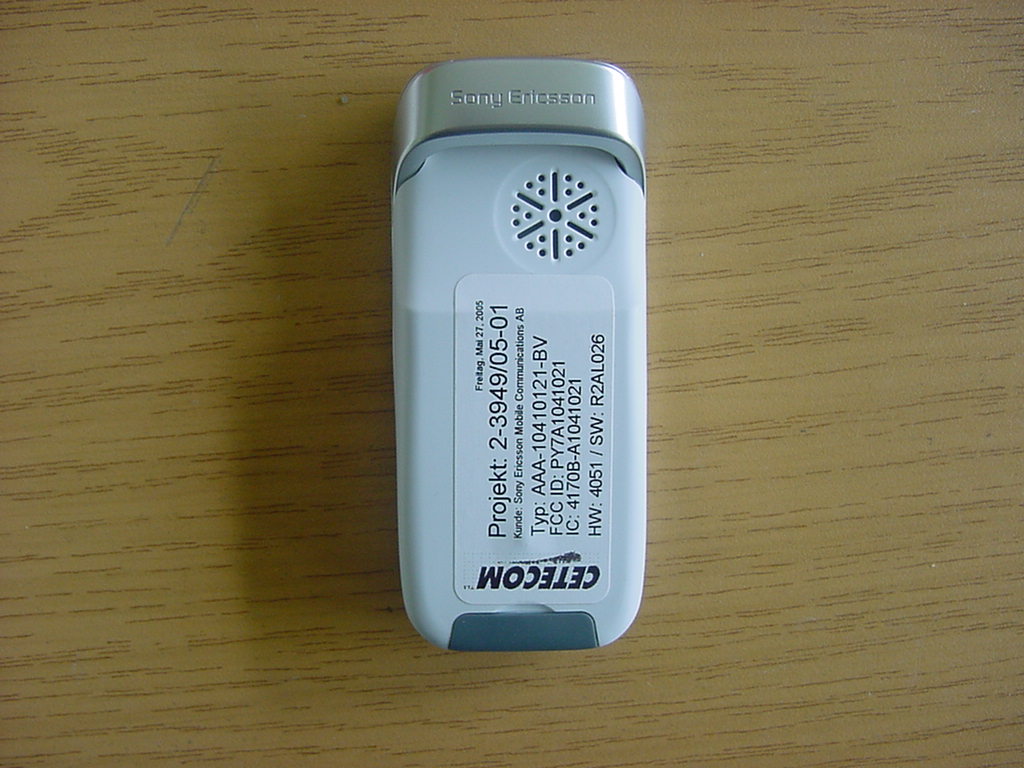 Sony Ericsson
Freitag, Mai 27, 2005
Projekt: 2-3949/05-01
Kunde: Sony Ericsson Mobile Communications AB
Typ: AAA-10410121-BV
FCC ID: PY7A1041021
IC: 4170B-A1041021
HW: 4051 / SW: R2AL026
CETECOM